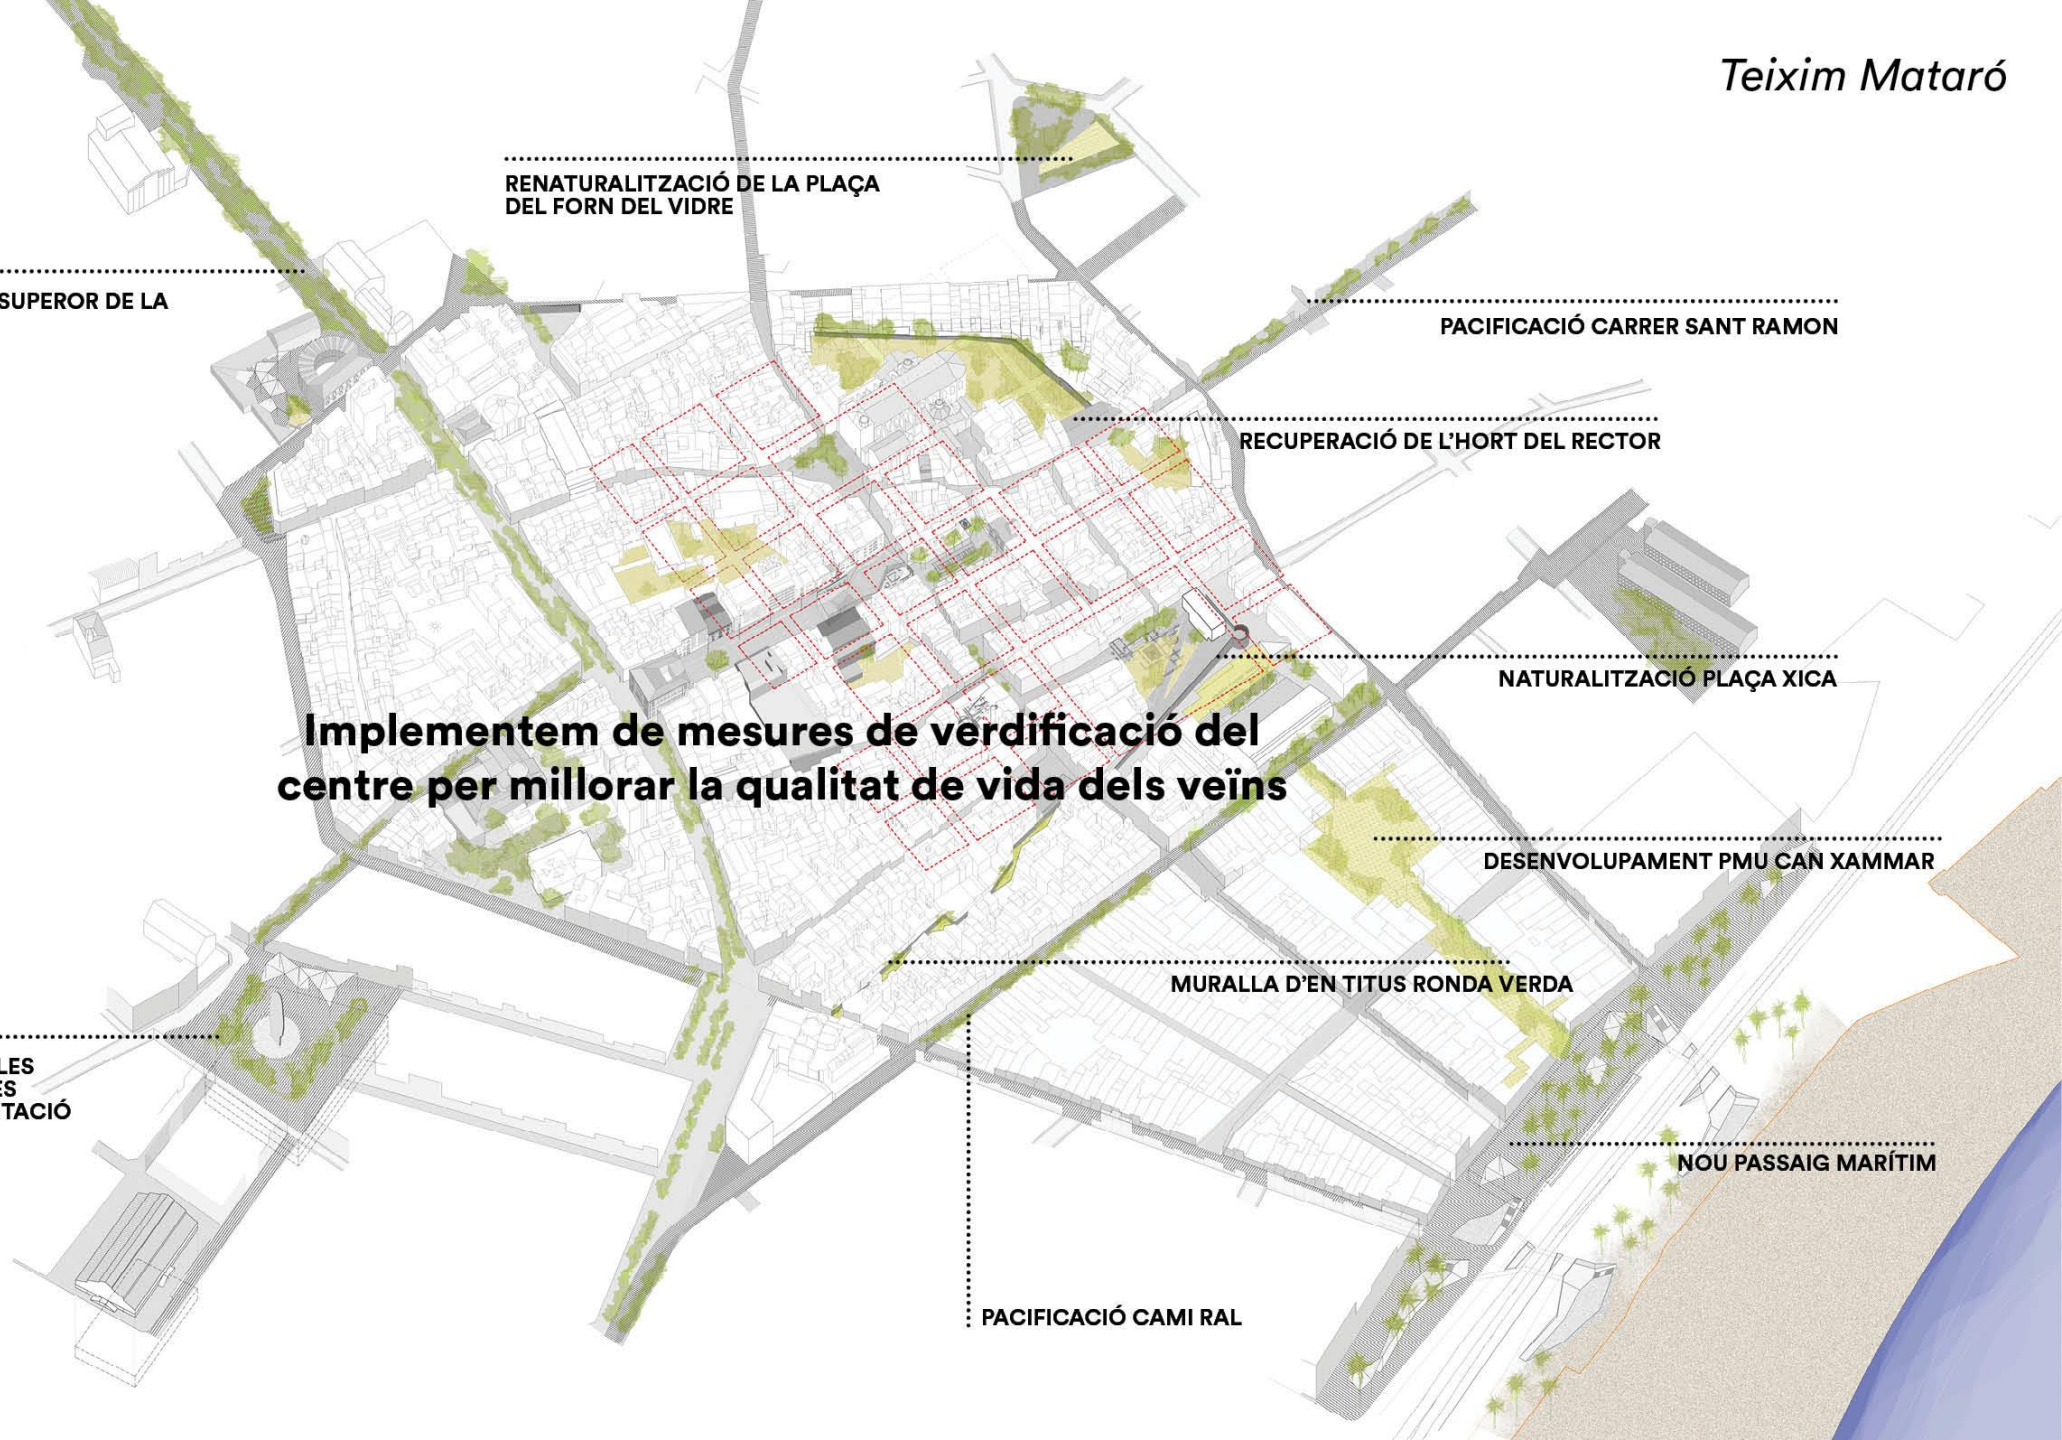 Teixim Mataró
RENATURALITZACIÓ DE LA PLAÇA
DEL FORN DEL VIDRE
SUPEROR DE LA
PACIFICACIÓ CARRER SANT RAMON
RECUPERACIÓ DE L'HORT DEL RECTOR
NATURALITZACIÓ PLAÇA XICA
Implementem de mesures de verdificació del
centre per millorar la qualitat de vida dels veïns
DESENVOLUPAMENT PMU CAN XAMMAR
MURALLA D'EN TITUS RONDA VERDA
LES
ES
TACIÓ
NOU PASSAIG MARÍTIM
PACIFICACIÓ CAMI RAL